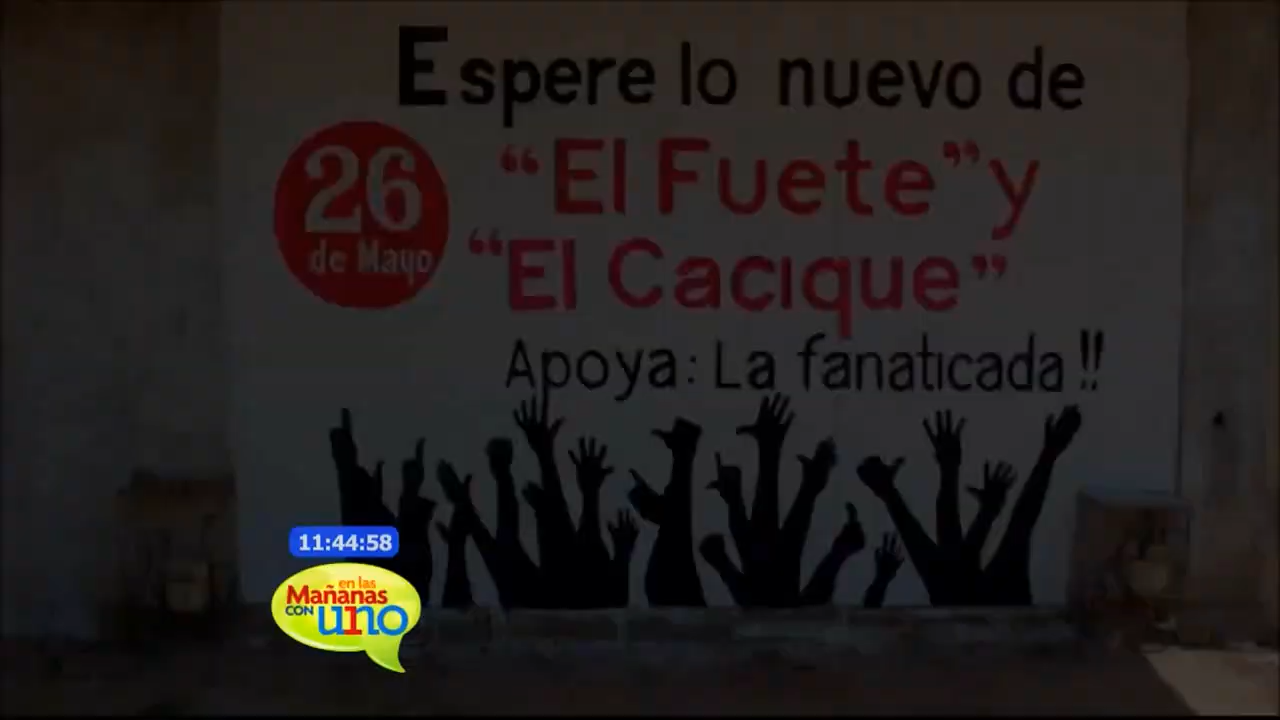 Espere lo nuevo de
26
de Mayo
“El Fuete” y
“El Cacique”
Apoya: La fanaticada!!
11:44:58
en las
Mañanas
CON uno